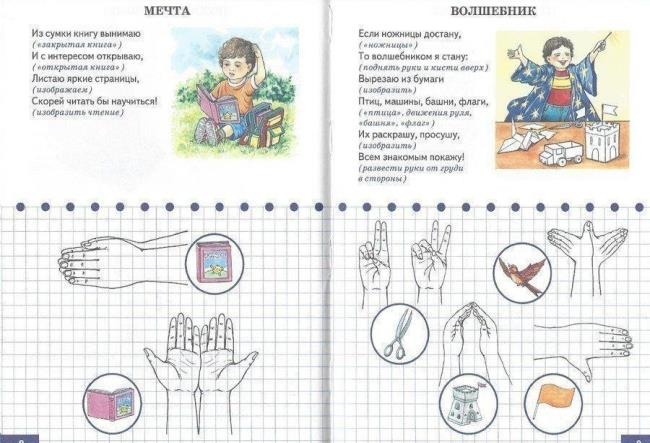 МЕЧТА
Из сумки книгу вынимаю
(«закрытая книга»)
И с интересом открываю,
(«открытая книга»)
Листаю яркие страницы,
(изображаем)
Скорей читать бы научиться!
(изобразить чтение)
ВОЛШЕБНИК
Если ножницы достану,
(«ножницы»)
То волшебником я стану:
(поднять руки и кисти вверх)
Вырезаю из бумаги
(изобразить)
Птиц, машины, башни, флаги,
(«птица», движения руля,
«башня», «флаг»)
Их раскрашу, просушу,
(изобразить)
Всем знакомым покажу!
(развести руки от груди
в стороны)